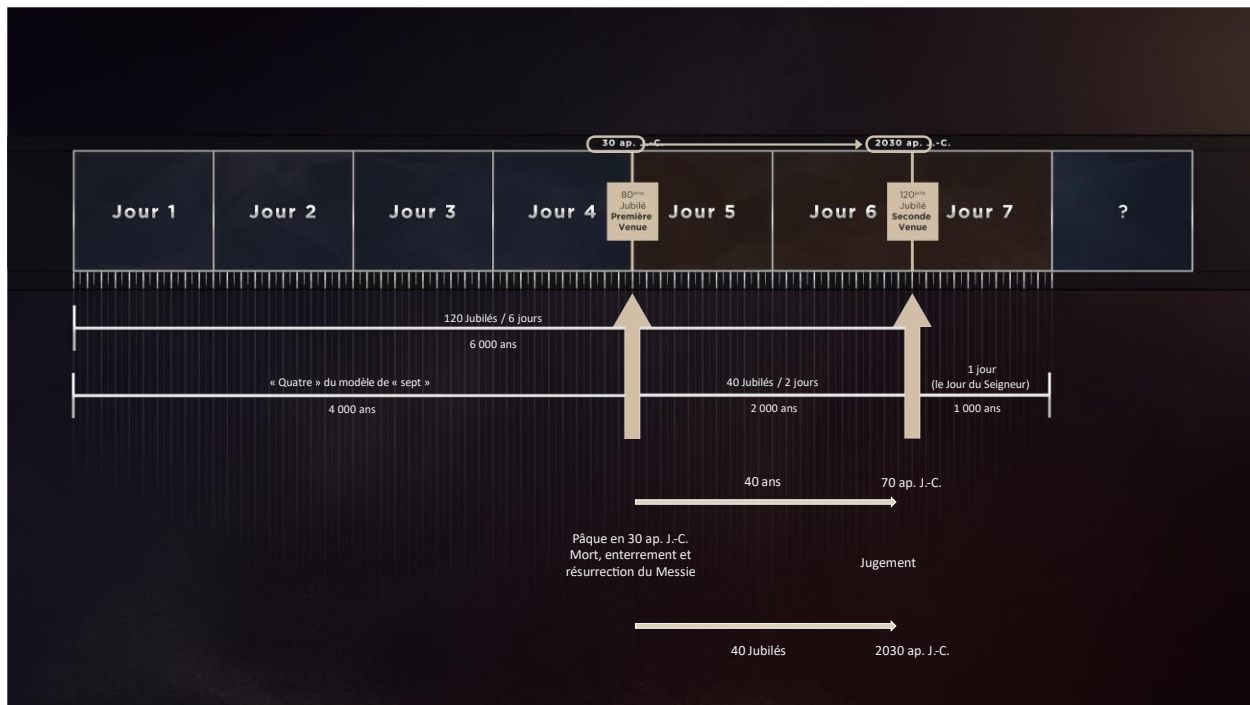 30 ap. J.-C.
2030 ap. J.-C.
Jour 1
Jour 2
Jour 3
Jour 4
80ème
Jubilé
Première
Venue
Jour 5
Jour 6
120ème
Jubilé
Seconde
Venue
Jour 7
?
120 Jubilés / 6 jours
6 000 ans
« Quatre » du modèle de « sept »
4 000 ans
40 Jubilés / 2 jours
2 000 ans
1 jour
(le Jour du Seigneur)
1 000 ans
40 ans
70 ap. J.-C.
Pâque en 30 ap. J.-C.
Mort, enterrement et
résurrection du Messie
Jugement
40 Jubilés
2030 ap. J.-C.